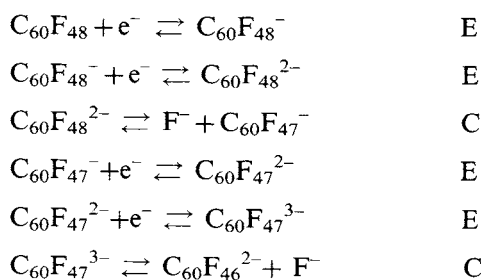 C₆₀F₄₈ + e⁻ ⇄ C₆₀F₄₈⁻ E
C₆₀F₄₈⁻ + e⁻ ⇄ C₆₀F₄₈²⁻ E
C₆₀F₄₈²⁻ ⇄ F⁻ + C₆₀F₄₇⁻ C
C₆₀F₄₇⁻ + e⁻ ⇄ C₆₀F₄₇²⁻ E
C₆₀F₄₇²⁻ + e⁻ ⇄ C₆₀F₄₇³⁻ E
C₆₀F₄₇³⁻ ⇄ C₆₀F₄₆²⁻ + F⁻ C